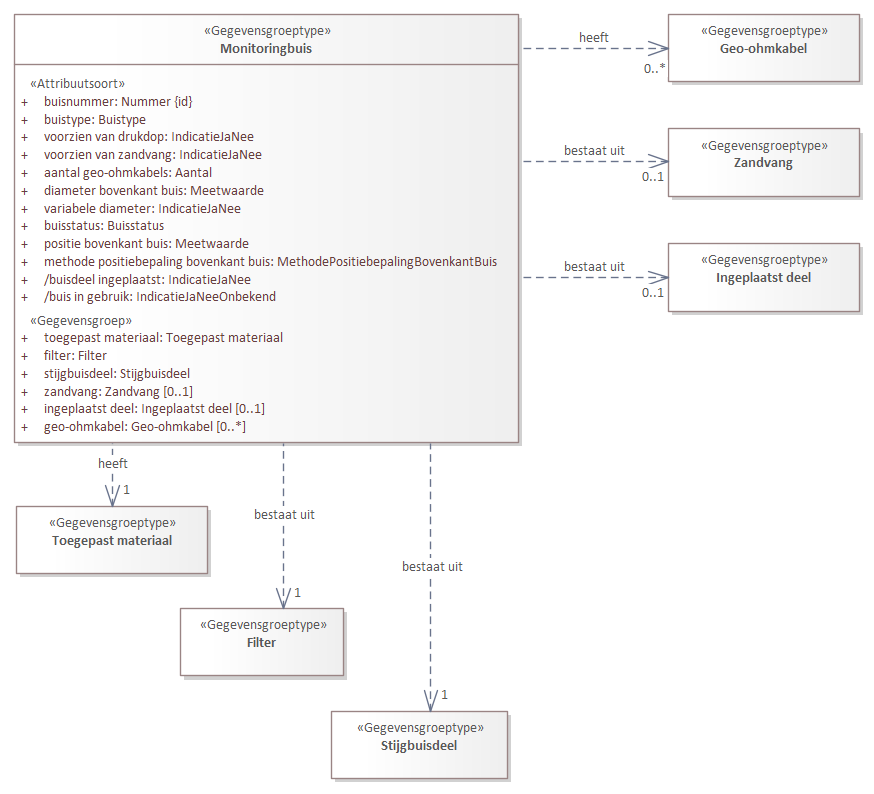 «Gegevensgroeptype»
Monitoringbuis
«Attribuutsoort»
+ buisnummer: Nummer {id}
+ buistype: Buistype
+ voorzien van drukdop: IndicatieJaNee
+ voorzien van zandvang: IndicatieJaNee
+ aantal geo-ohmkabels: Aantal
+ diameter bovenkant buis: Meetwaarde
+ variabele diameter: IndicatieJaNee
+ buisstatus: Buisstatus
+ positie bovenkant buis: Meetwaarde
+ methode positiebepaling bovenkant buis: MethodePositiebepalingBovenkantBuis
+ /buisdeel ingeplaatst: IndicatieJaNee
+ /buis in gebruik: IndicatieJaNeeOnbekend
«Gegevensgroep»
+ toegepast materiaal: Toegepast materiaal
+ filter: Filter
+ stijgbuisdeel: Stijgbuisdeel
+ zandvang: Zandvang [0..1]
+ ingeplaatst deel: Ingeplaatst deel [0..1]
+ geo-ohmkabel: Geo-ohmkabel [0..*]
heeft
0..*
«Gegevensgroeptype»
Geo-ohmkabel
bestaat uit
0..1
«Gegevensgroeptype»
Zandvang
bestaat uit
0..1
«Gegevensgroeptype»
Ingeplaatst deel
heeft
1
«Gegevensgroeptype»
Toegepast materiaal
bestaat uit
1
«Gegevensgroeptype»
Filter
bestaat uit
1
«Gegevensgroeptype»
Stijgbuisdeel